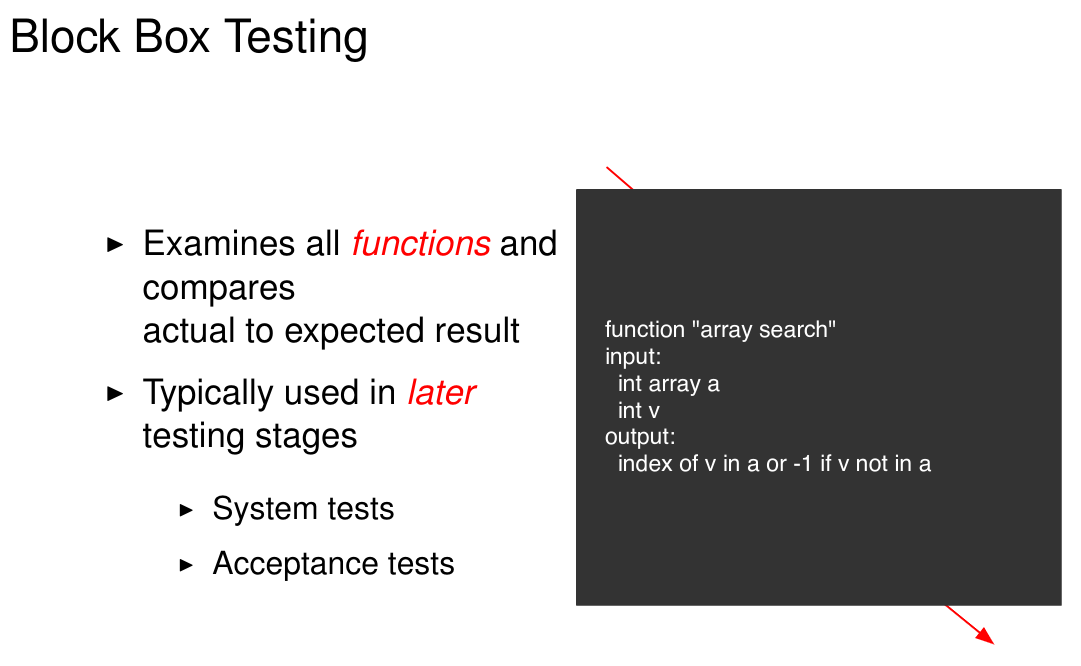 Block Box Testing
Examines all functions and
compares
actual to expected result
Typically used in later
testing stages
System tests
Acceptance tests
function "array search"
input:
int array a
int v
output:
index of v in a or -1 if v not in a